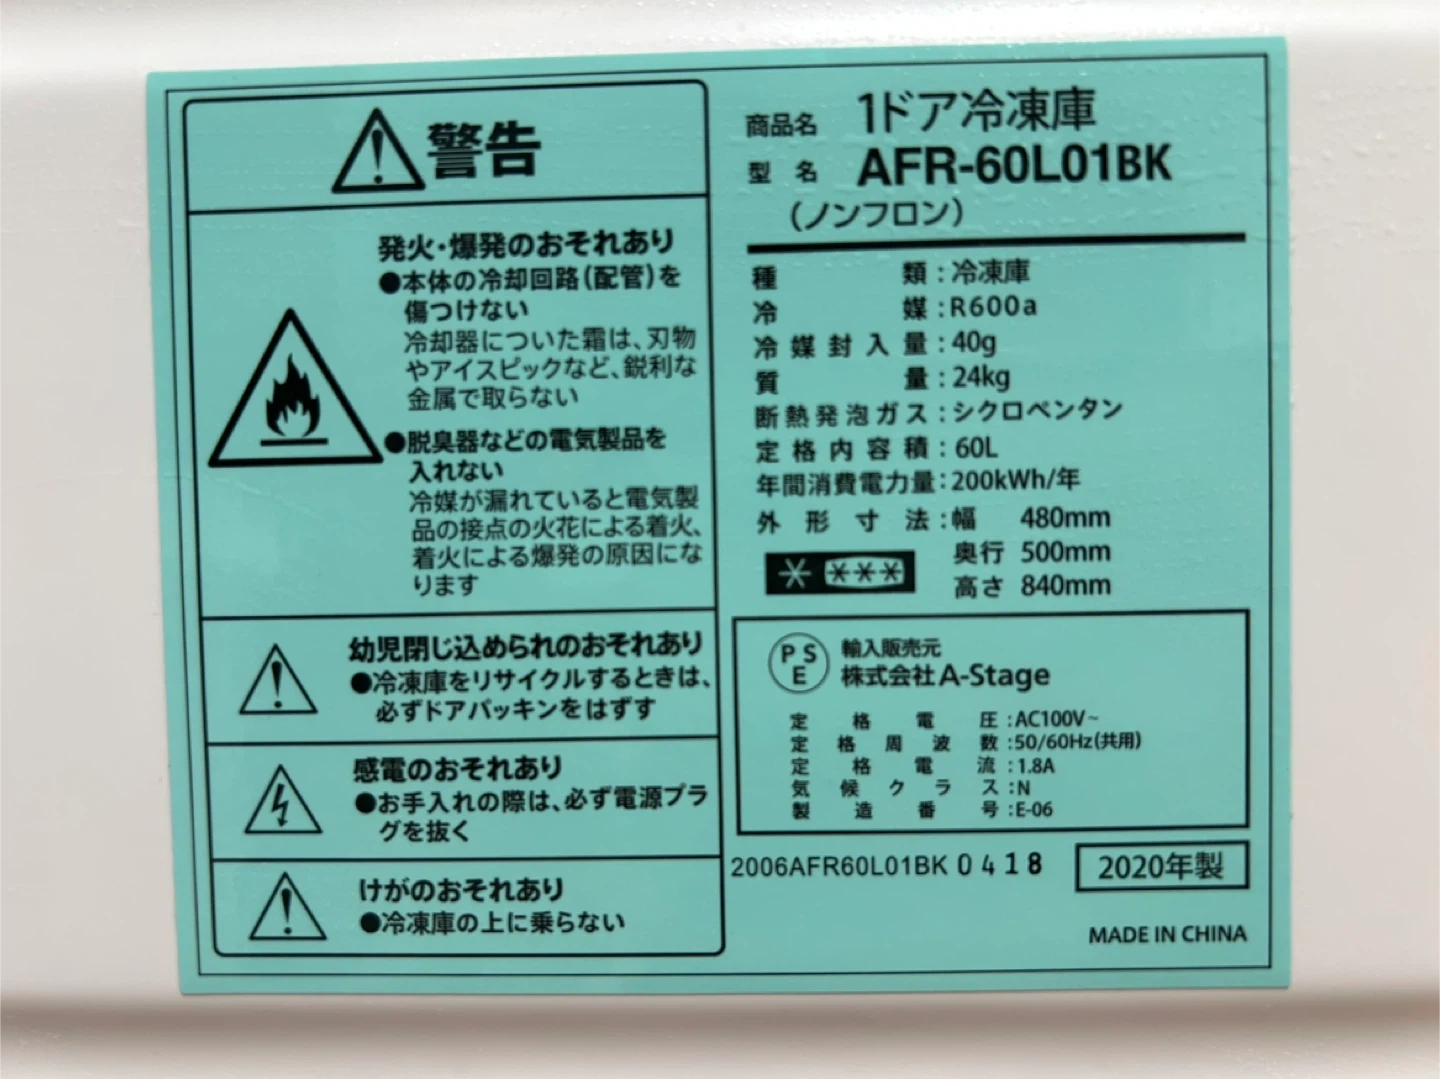 警告
発火・爆発のおそれあり
●本体の冷却回路(配管)を
傷つけない
冷却器についた霜は、刃物
やアイスピックなど、鋭利な
金属で取らない
●脱臭器などの電気製品を
入れない
冷媒が漏れていると電気製
品の接点の火花による着火、
着火による爆発の原因にな
ります
幼児閉じ込められのおそれあり
●冷凍庫をリサイクルするときは、
必ずドアパッキンをはずす
感電のおそれあり
●お手入れの際は、必ず電源プラ
グを抜く
けがのおそれあり
●冷凍庫の上に乗らない
商品名 1ドア冷凍庫
型名 AFR-60L01BK
(ノンフロン)
種類:冷凍庫
冷媒:R600a
冷媒封入量:40g
質量:24kg
断熱発泡ガス:シクロペンタン
定格内容積:60L
年間消費電力量:200kWh/年
外形寸法:幅 480mm
奥行 500mm
高さ 840mm
PSE
輸入販売元
株式会社A-Stage
定格電圧:AC100V~
定格周波数:50/60Hz(共用)
定格電流:1.8A
気候クラス:N
製造番号:E-06
2006AFR60L01BK 0418
2020年製
MADE IN CHINA